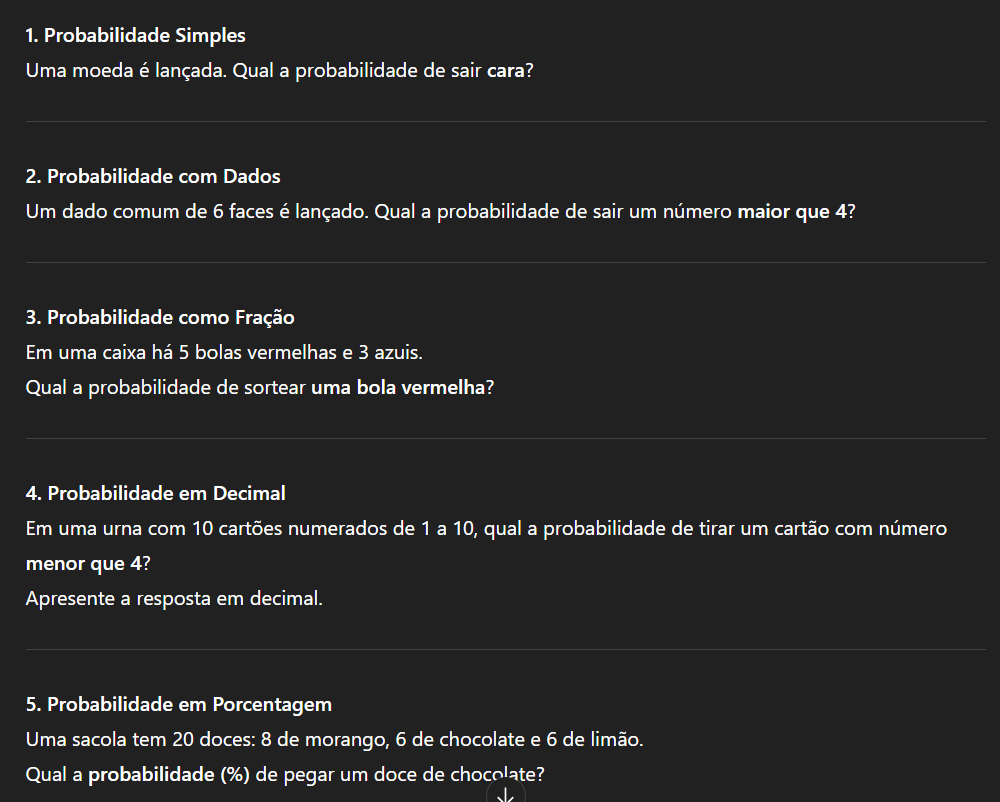 1. Probabilidade Simples
Uma moeda é lançada. Qual a probabilidade de sair cara?
2. Probabilidade com Dados
Um dado comum de 6 faces é lançado. Qual a probabilidade de sair um número maior que 4?
3. Probabilidade como Fração
Em uma caixa há 5 bolas vermelhas e 3 azuis.
Qual a probabilidade de sortear uma bola vermelha?
4. Probabilidade em Decimal
Em uma urna com 10 cartões numerados de 1 a 10, qual a probabilidade de tirar um cartão com número
menor que 4?
Apresente a resposta em decimal.
5. Probabilidade em Porcentagem
Uma sacola tem 20 doces: 8 de morango, 6 de chocolate e 6 de limão.
Qual a probabilidade (%) de pegar um doce de chocolate?